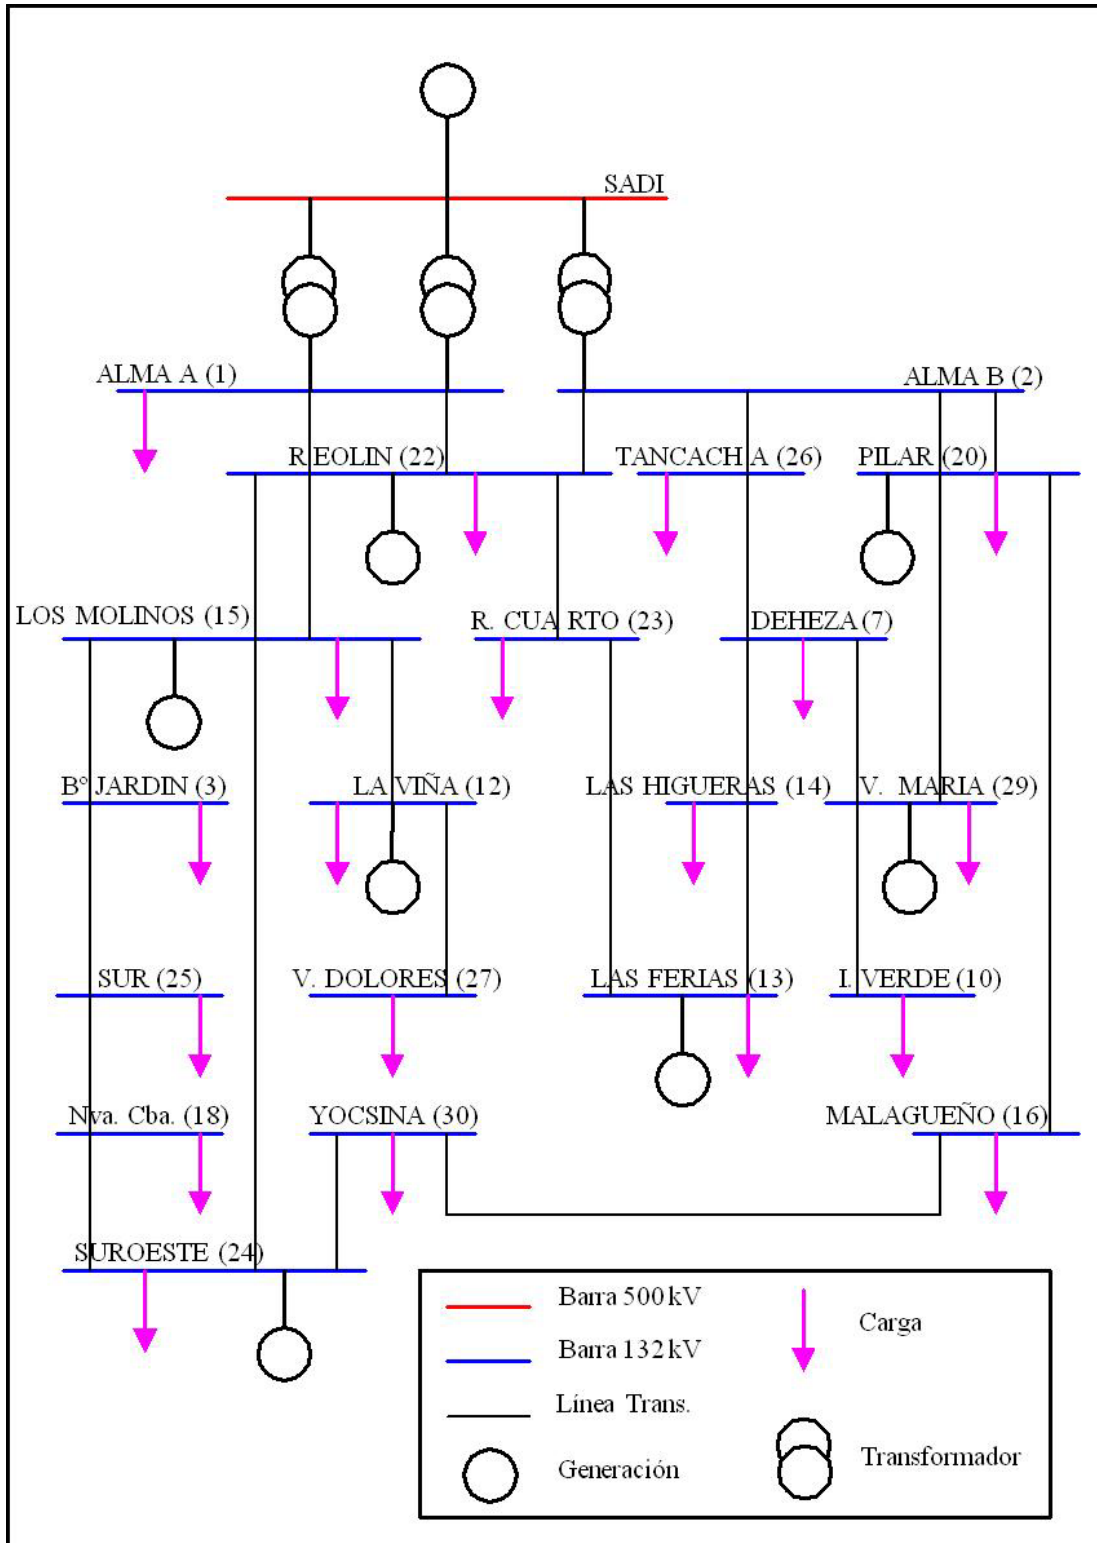 SADI
ALMA A (1)
ALMA B (2)
R.EOLIN (22)
TANCACHA (26)
PILAR (20)
LOS MOLINOS (15)
R. CUARTO (23)
DEHEZA (7)
Bº JARDIN (3)
LA VIÑA (12)
LAS HIGUERAS (14)
V. MARIA (29)
SUR (25)
V. DOLORES (27)
LAS FERIAS (13)
I. VERDE (10)
Nva. Cba. (18)
YOCSINA (30)
MALAGUEÑO (16)
SUROESTE (24)
Barra 500 kV
Carga
Barra 132 kV
Línea Trans.
Generación
Transformador